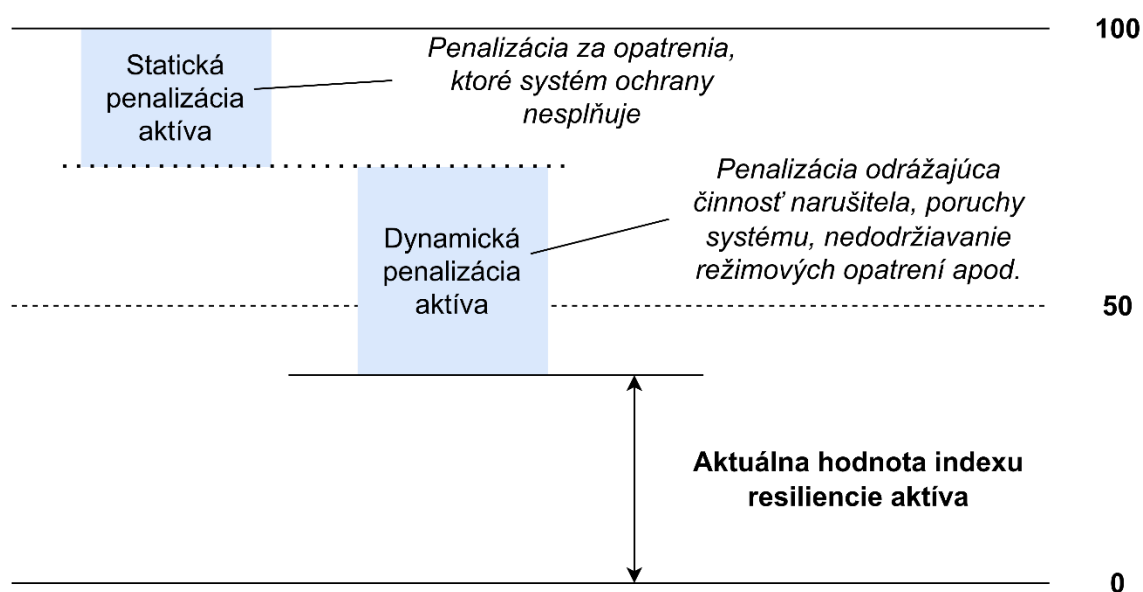 100
Statická
penalizácia
aktíva
Penalizácia za opatrenia,
ktoré systém ochrany
nesplňuje
Dynamická
penalizácia
aktíva
Penalizácia odrážajúca
činnosť narušitela, poruchy
systému, nedodržiavanie
režimových opatrení apod.
50
Aktuálna hodnota indexu
resiliencie aktíva
0